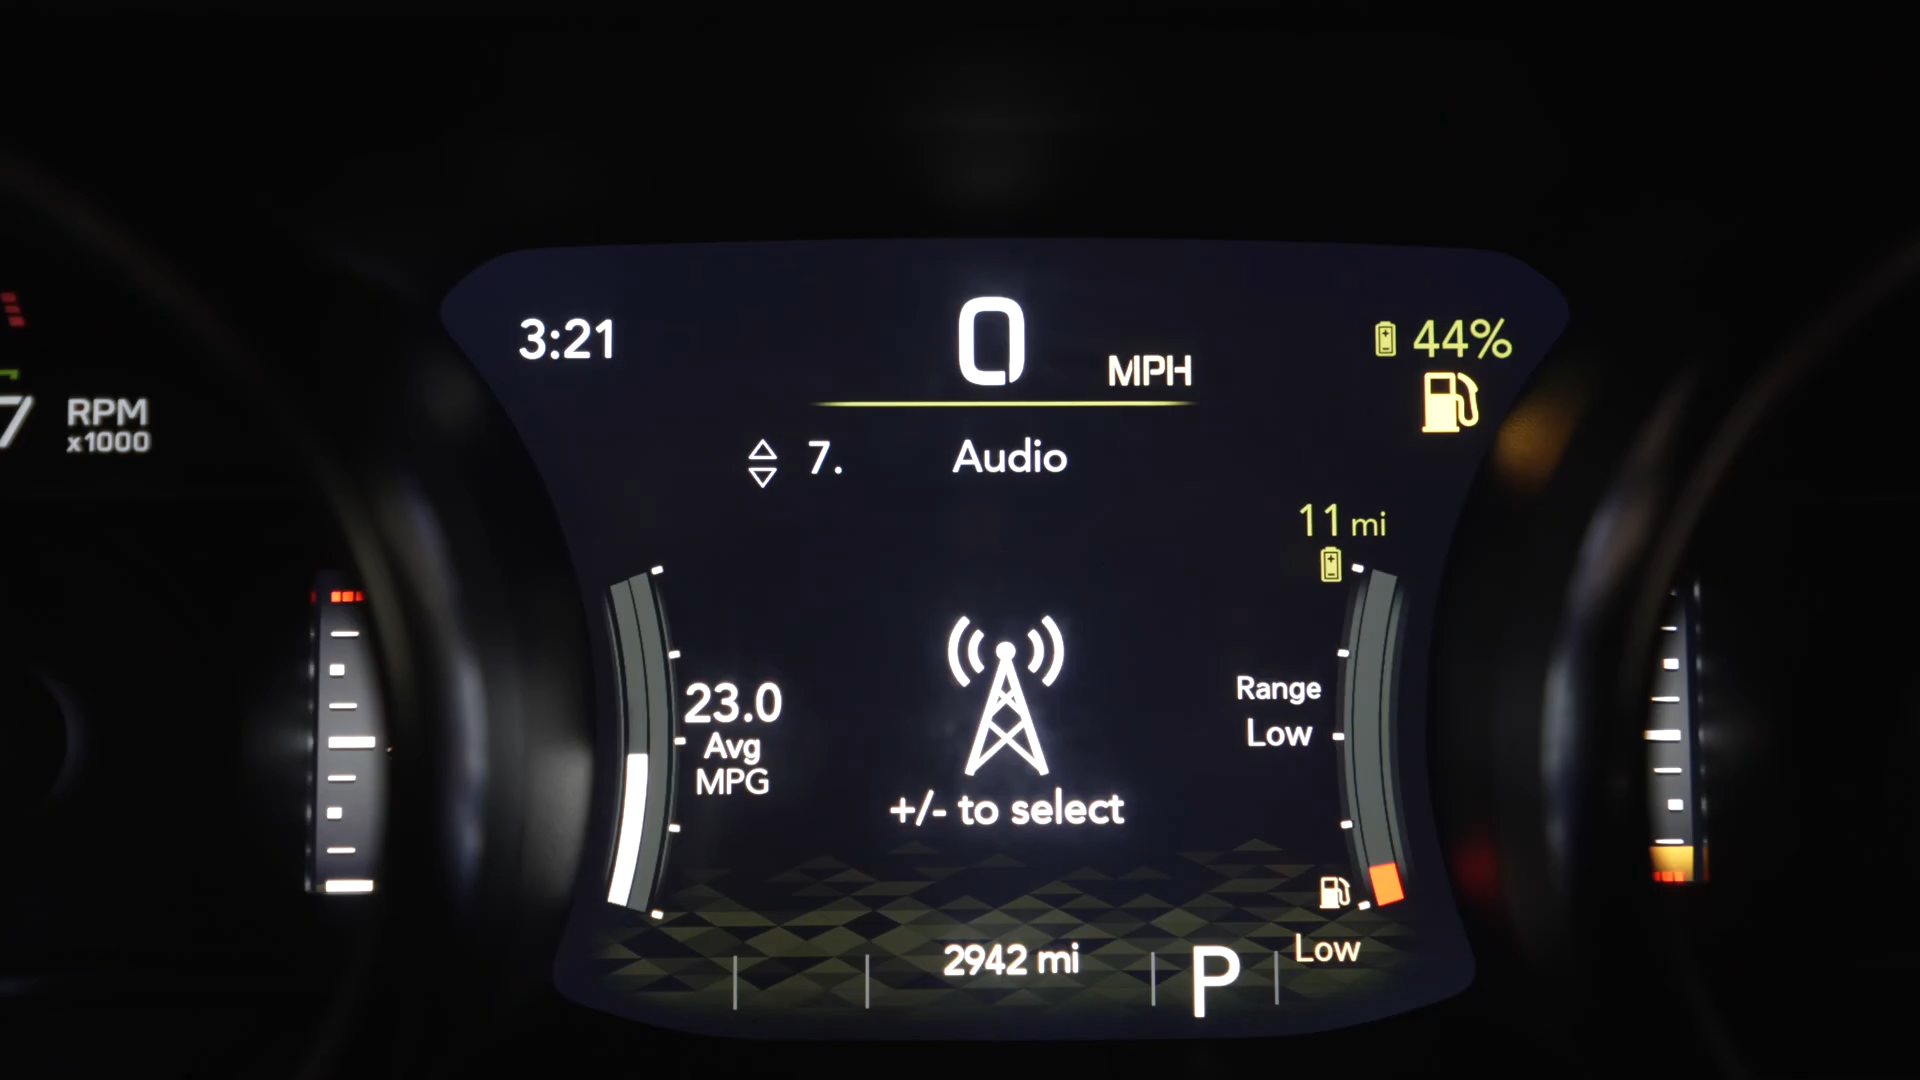 3:21
0 MPH
44%
7 RPM
x1000
7. Audio
11 mi
23.0
Avg
MPG
Range
Low
+/- to select
2942 mi
P
Low